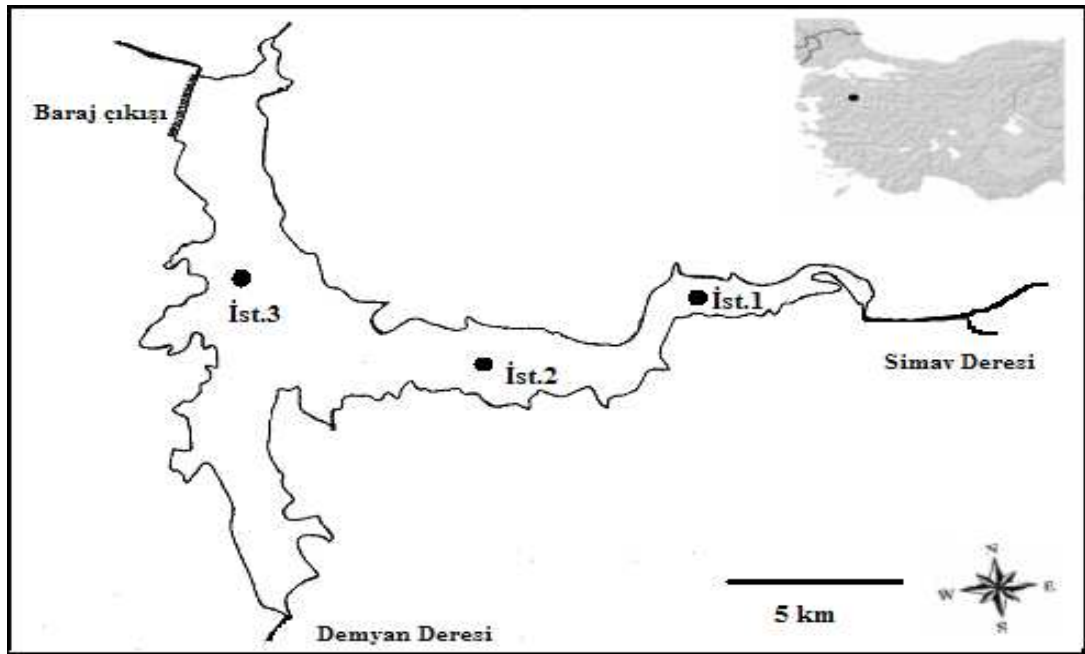 Baraj çıkışı
İst.3
İst.1
İst.2
Simav Deresi
5 km
N
W
E
S
Demyan Deresi